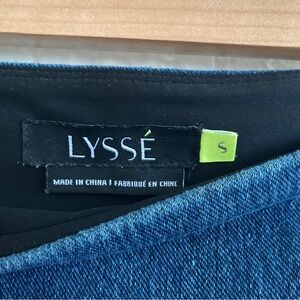 LYSSÉ
S
MADE IN CHINA | FABRIQUÉ EN CHINE